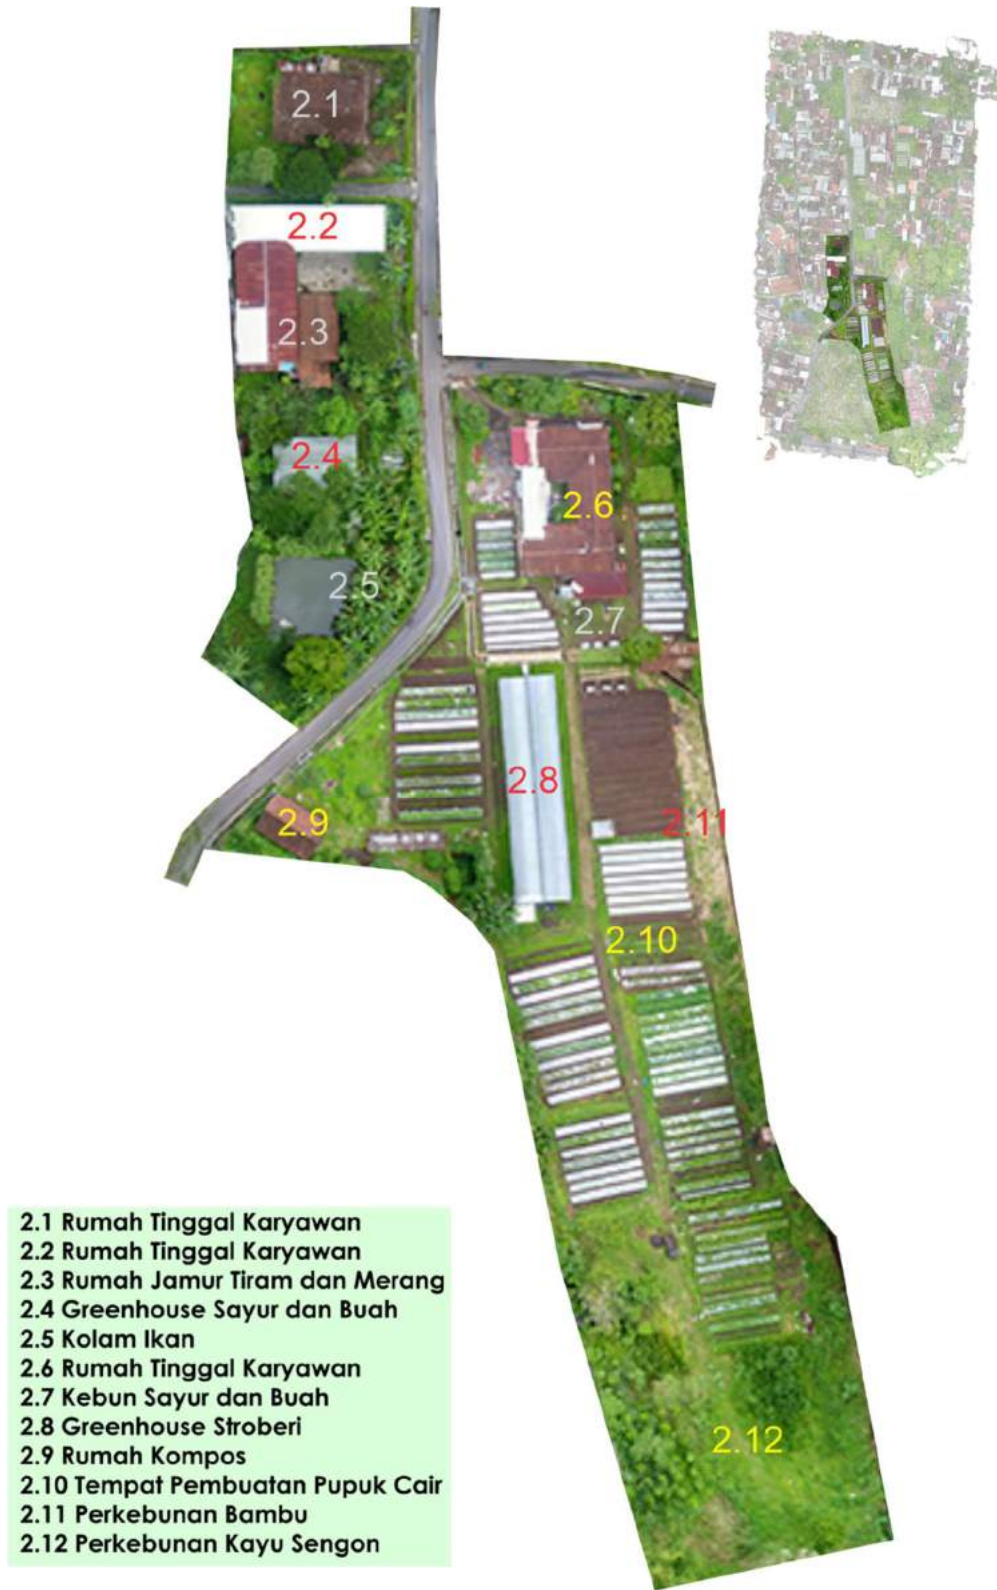 2.1
2.2
2.3
2.4
2.5
2.6
2.7
2.8
2.9
2.11
2.10
2.12
2.1 Rumah Tinggal Karyawan
2.2 Rumah Tinggal Karyawan
2.3 Rumah Jamur Tiram dan Merang
2.4 Greenhouse Sayur dan Buah
2.5 Kolam Ikan
2.6 Rumah Tinggal Karyawan
2.7 Kebun Sayur dan Buah
2.8 Greenhouse Stroberi
2.9 Rumah Kompos
2.10 Tempat Pembuatan Pupuk Cair
2.11 Perkebunan Bambu
2.12 Perkebunan Kayu Sengon